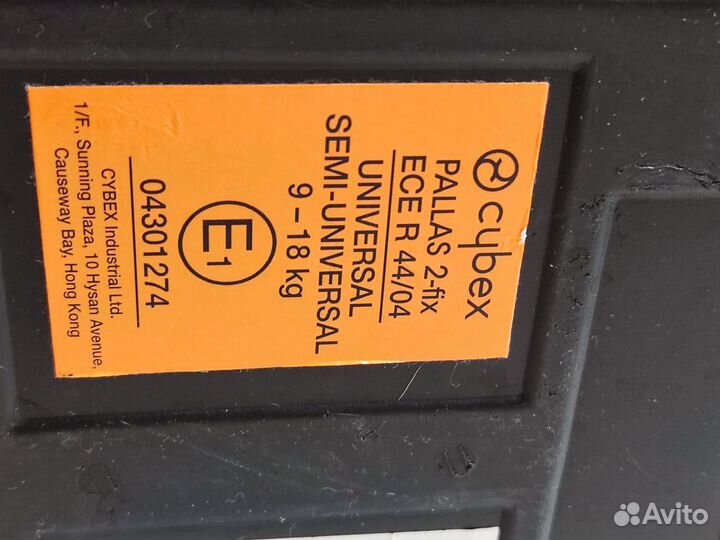 cybex
PALLAS 2-fix
ECE R 44/04
UNIVERSAL
SEMI-UNIVERSAL
9 - 18 kg
E1
04301274
CYBEX Industrial Ltd.
1/F., Sunning Plaza, 10 Hysan Avenue,
Causeway Bay, Hong Kong
Avito